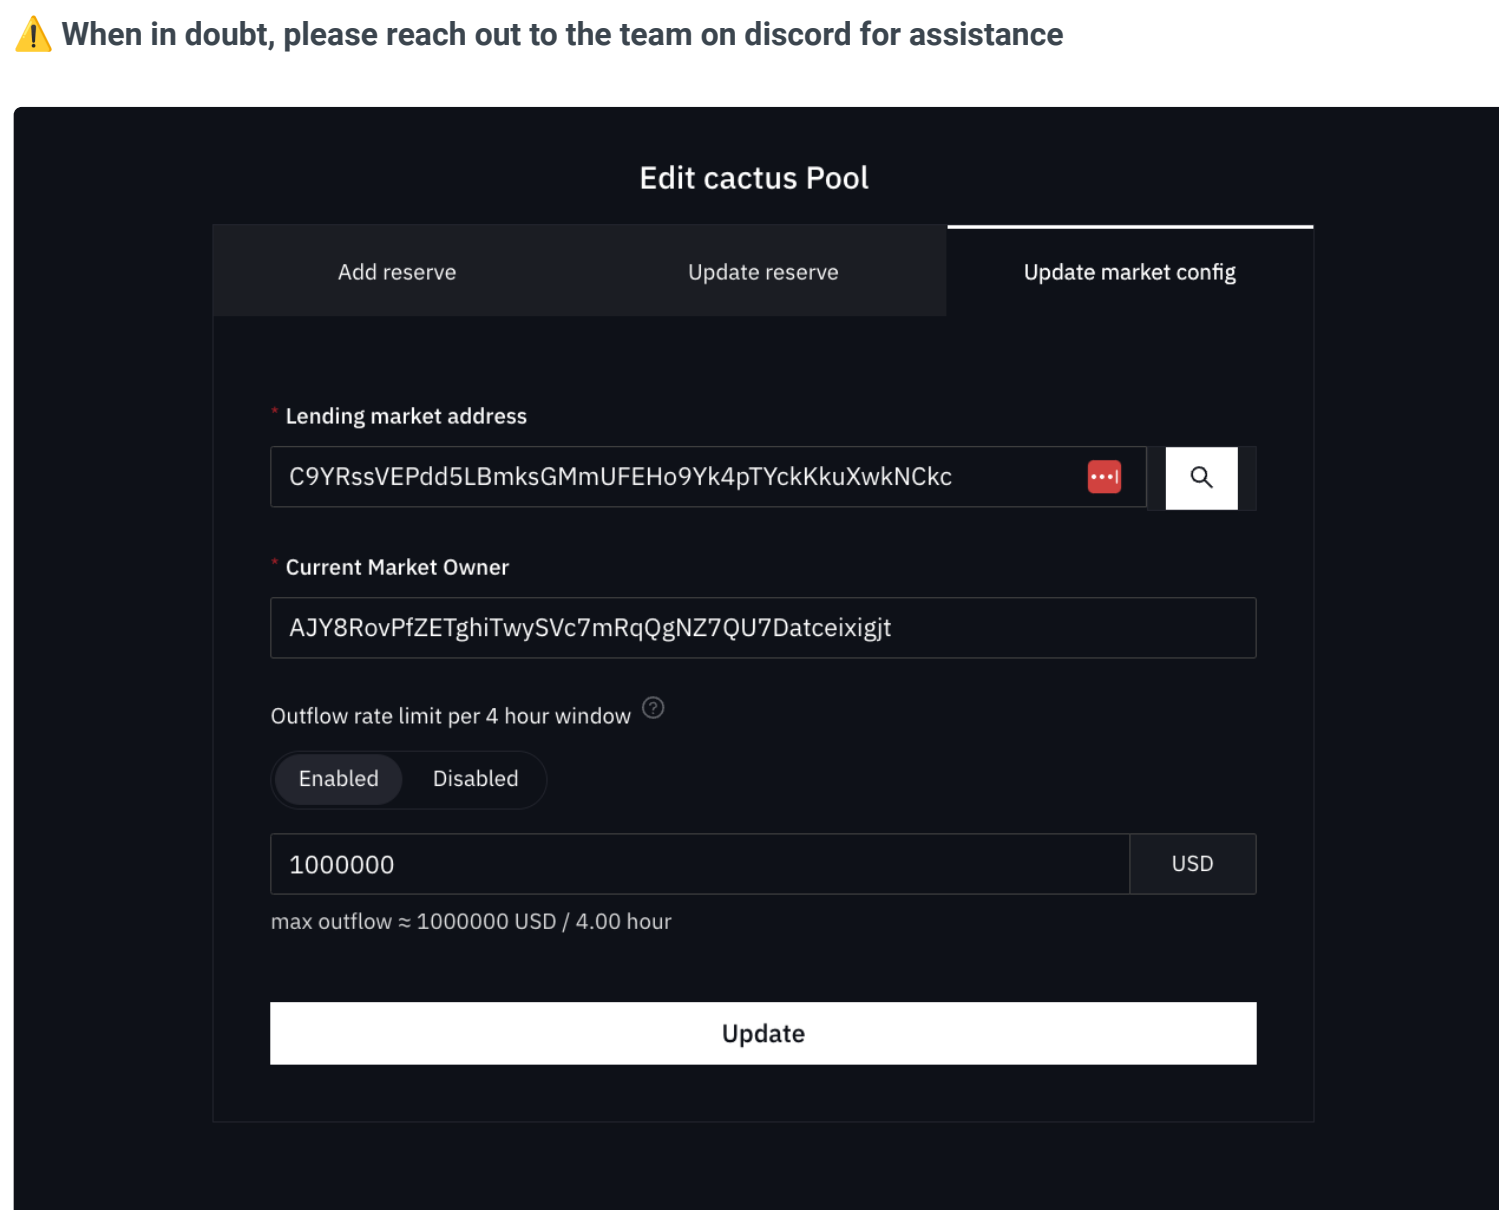 ⚠️ When in doubt, please reach out to the team on discord for assistance
Edit cactus Pool
Add reserve
Update reserve
Update market config
* Lending market address
C9YRssVEPdd5LBmksGMmUFEHo9Yk4pTYckKkuXwkNCkc
* Current Market Owner
AJY8RovPfZETghiTwySVc7mRqQgNZ7QU7Datceixigjt
Outflow rate limit per 4 hour window ?
Enabled
Disabled
1000000
USD
max outflow ≈ 1000000 USD / 4.00 hour
Update